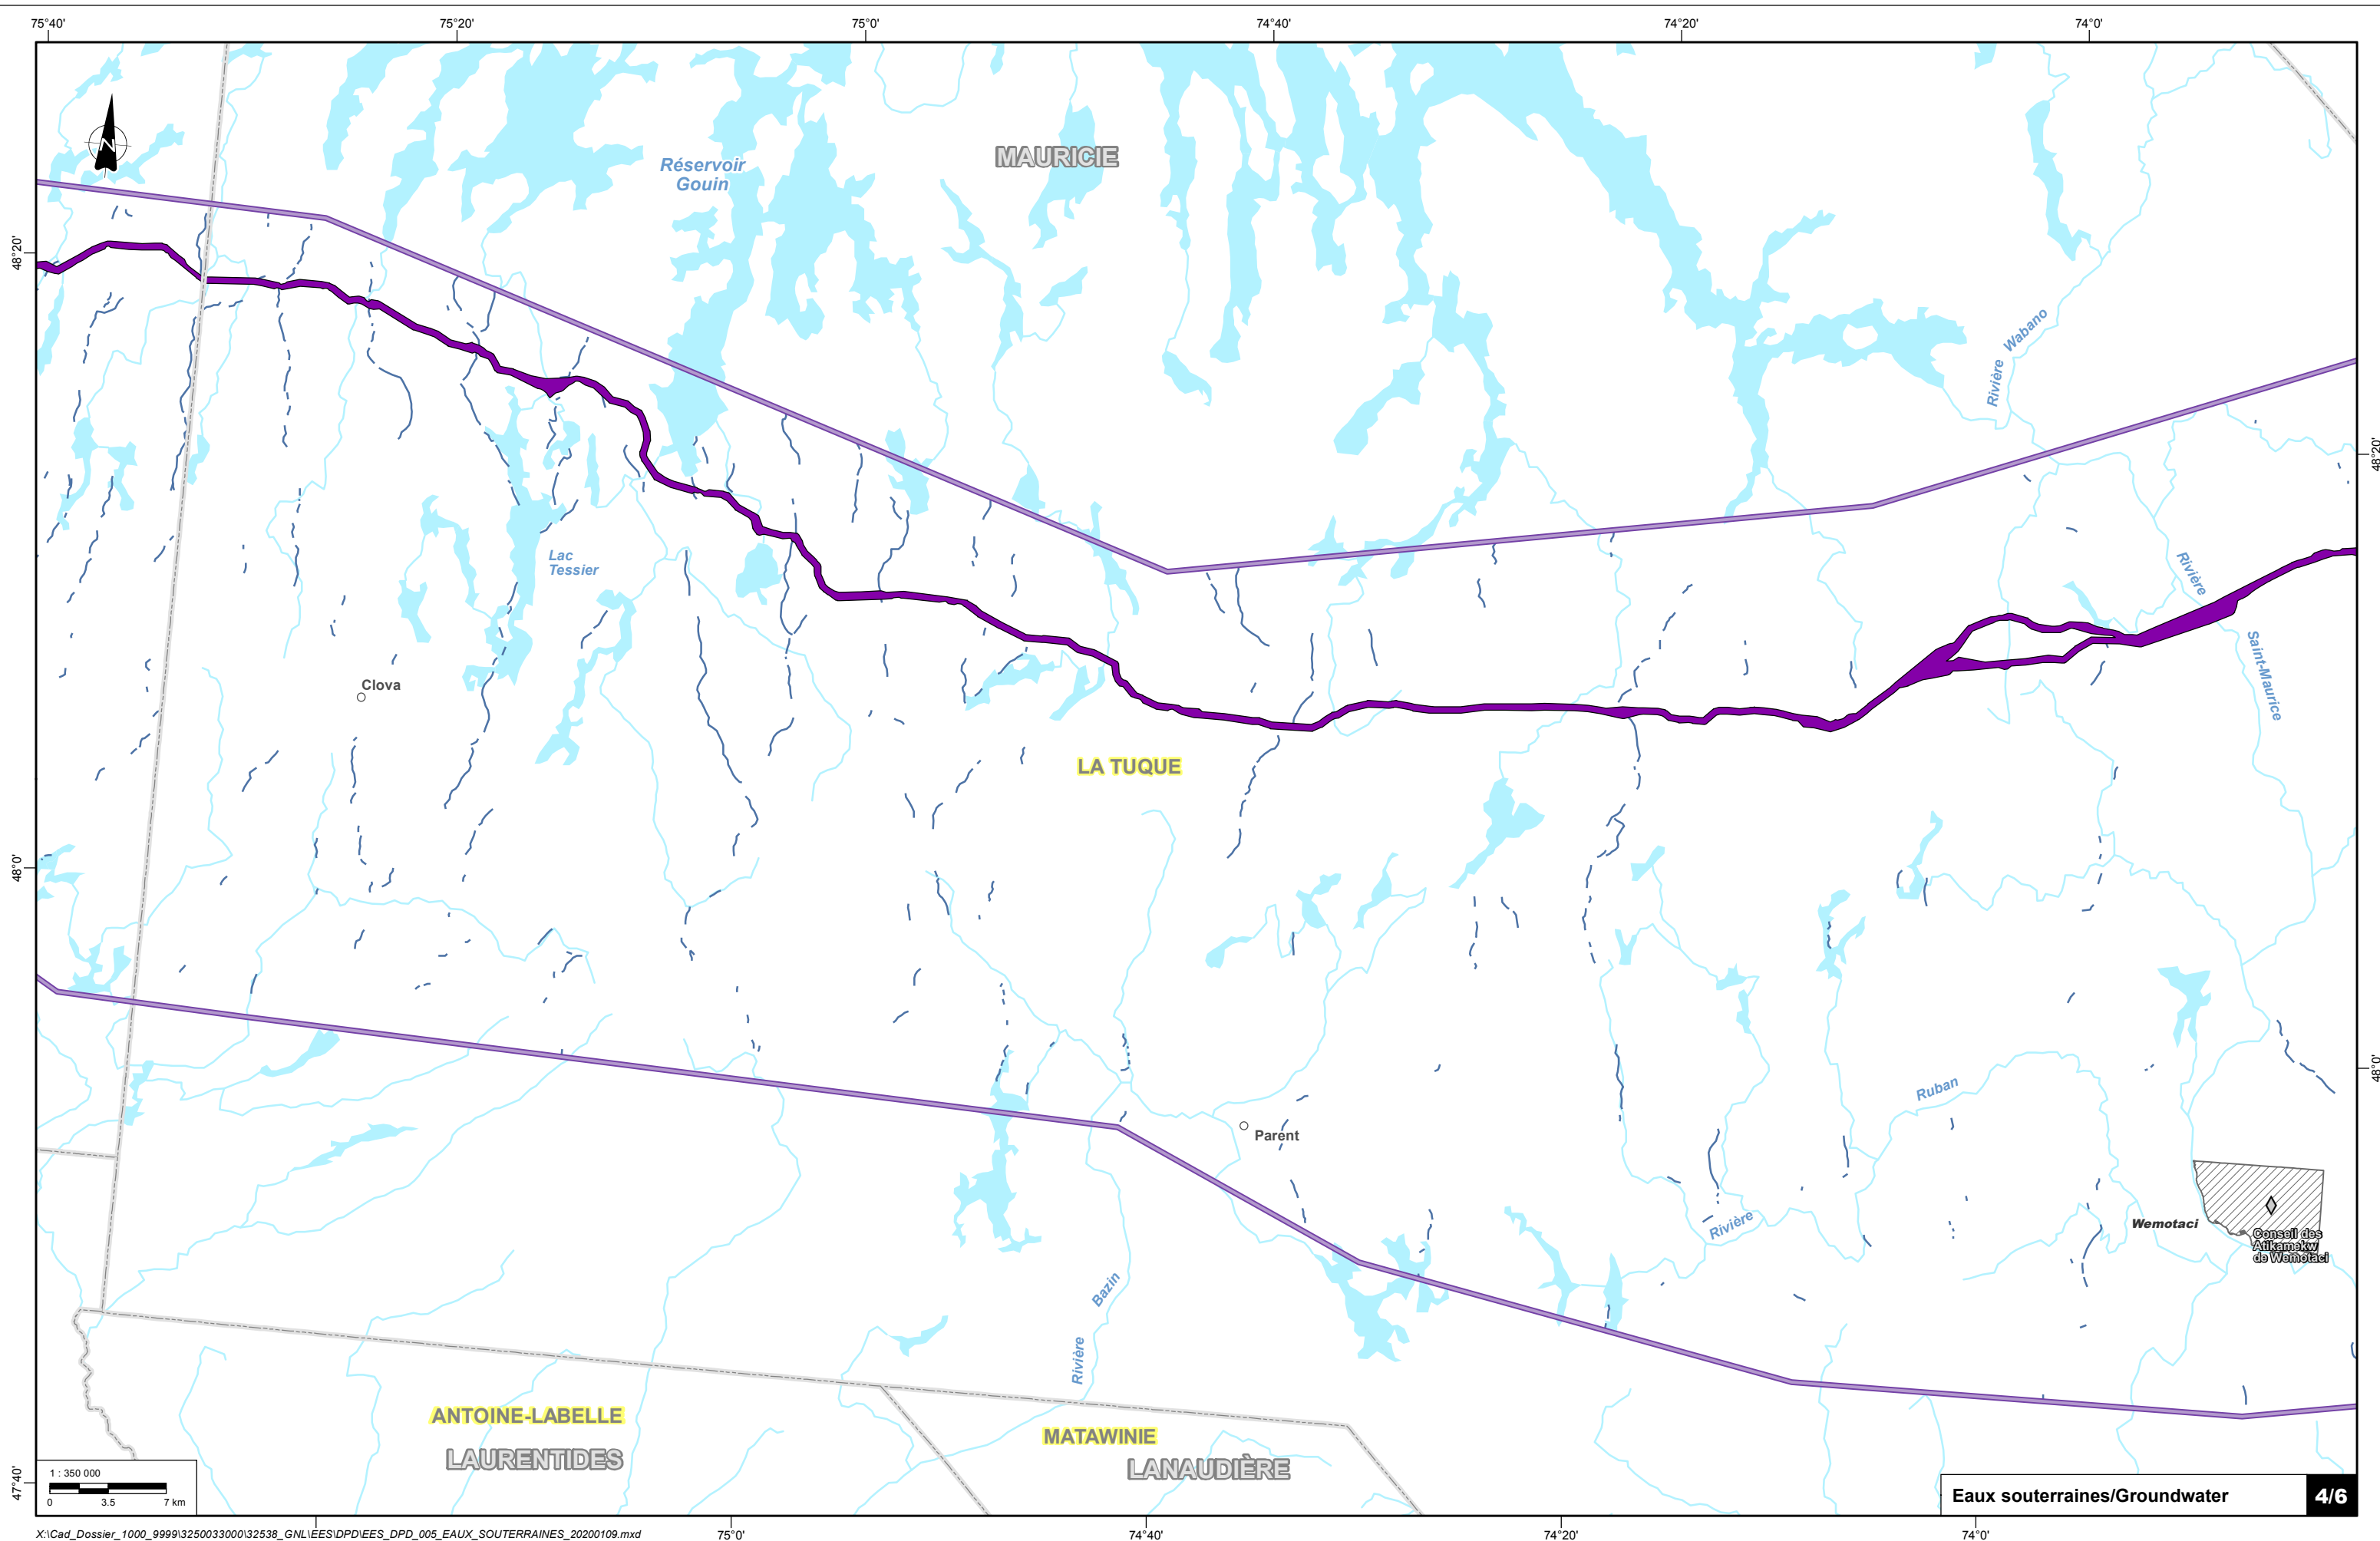 75°40'
75°20'
75°0'
74°40'
74°20'
74°0'
N
MAURICIE
Réservoir
Gouin
48°20'
Rivière Wabano
48°20'
Lac
Tessier
Rivière
Saint-Maurice
Clova
LA TUQUE
48°0'
48°0'
Ruban
Parent
Rivière
Wemotaci
Conseil des
Atikamekw
de Wemotaci
Bazin
Rivière
ANTOINE-LABELLE
MATAWINIE
LAURENTIDES
LANAUDIÈRE
47°40'
1 : 350 000
0 3.5 7 km
Eaux souterraines/Groundwater
4/6
X:\Cad_Dossier_1000_9999\3250033000\32538_GNL\EES\DPD\EES_DPD_005_EAUX_SOUTERRAINES_20200109.mxd
75°0'
74°40'
74°20'
74°0'